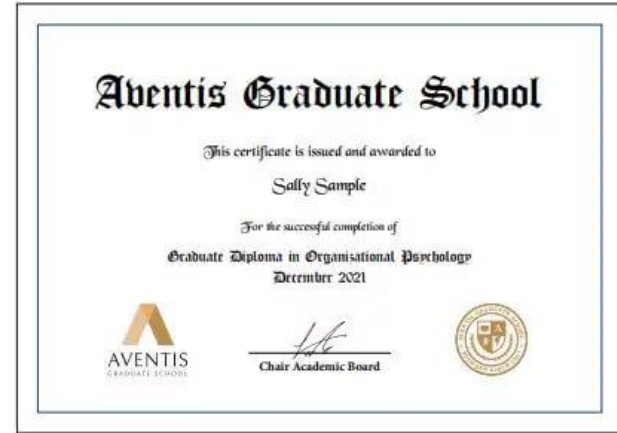 Aventis Graduate School
This certificate is issued and awarded to
Sally Sample
For the successful completion of
Graduate Diploma in Organizational Psychology
December 2021
AVENTIS
GRADUATE SCHOOL
Chair Academic Board